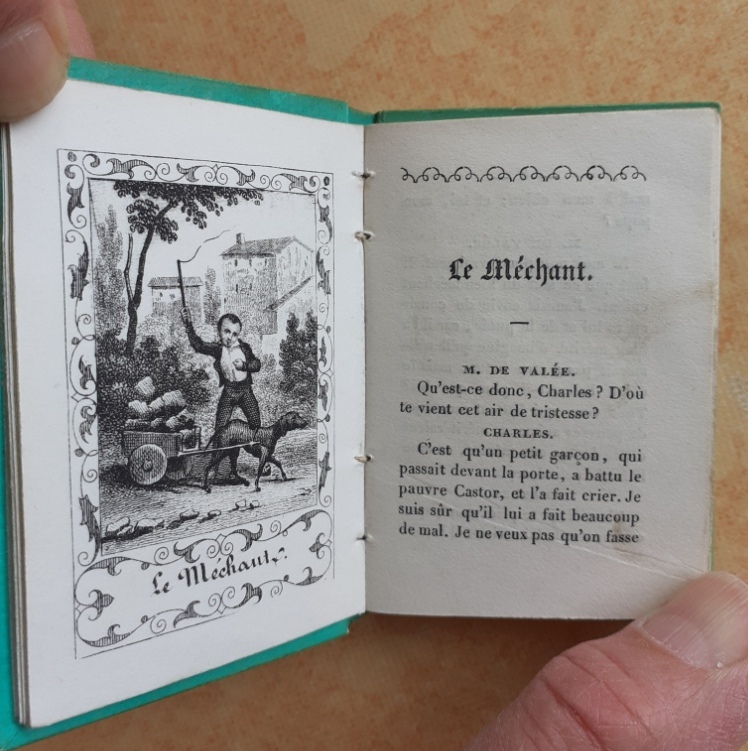 Le Méchant.
Le Méchant.
M. DE VALÉE.
Qu'est-ce donc, Charles ? D'où
te vient cet air de tristesse ?
CHARLES.
C'est qu'un petit garçon, qui
passait devant la porte, a battu le
pauvre Castor, et l'a fait crier. Je
suis sûr qu'il lui a fait beaucoup
de mal. Je ne veux pas qu'on fasse